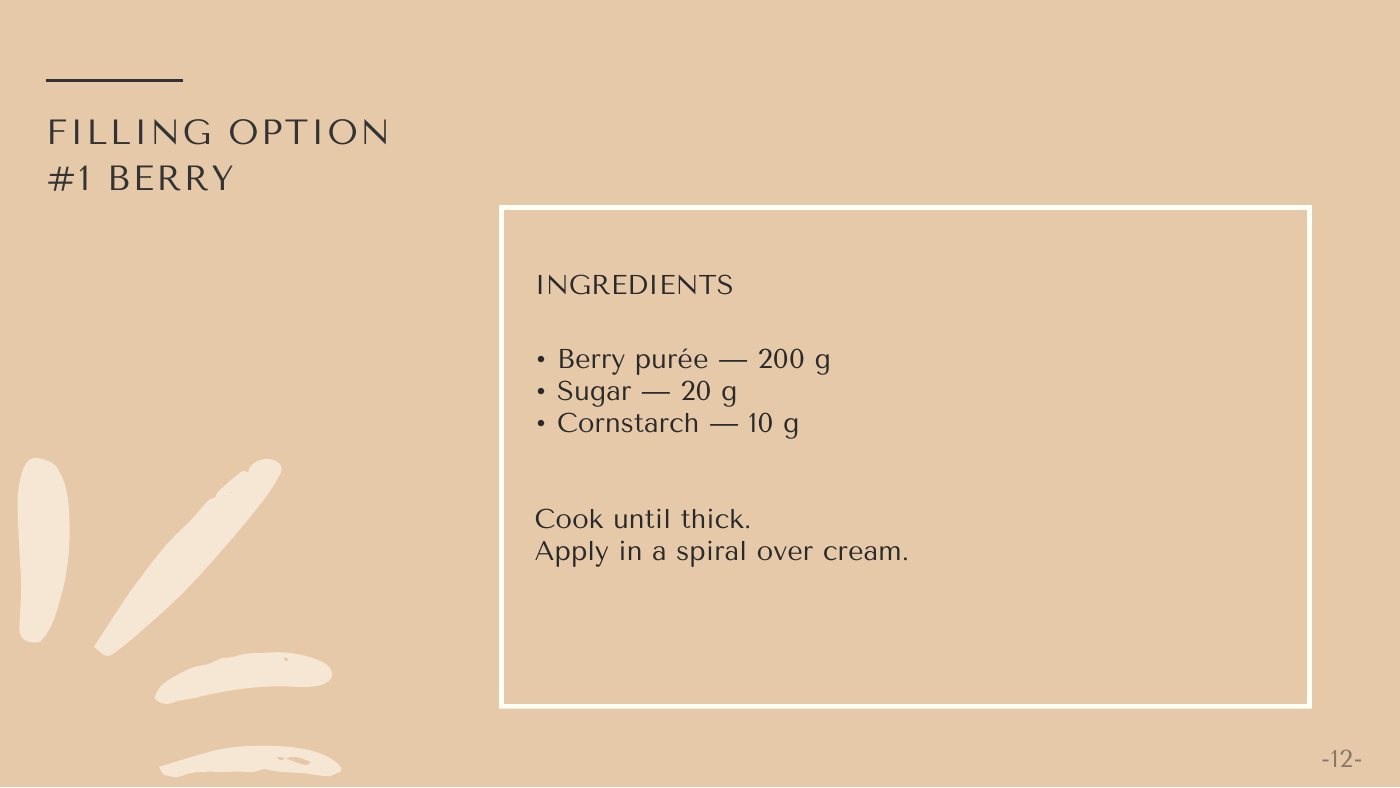 FILLING OPTION
#1 BERRY
INGREDIENTS
• Berry purée — 200 g
• Sugar — 20 g
• Cornstarch — 10 g
Cook until thick.
Apply in a spiral over cream.
-12-